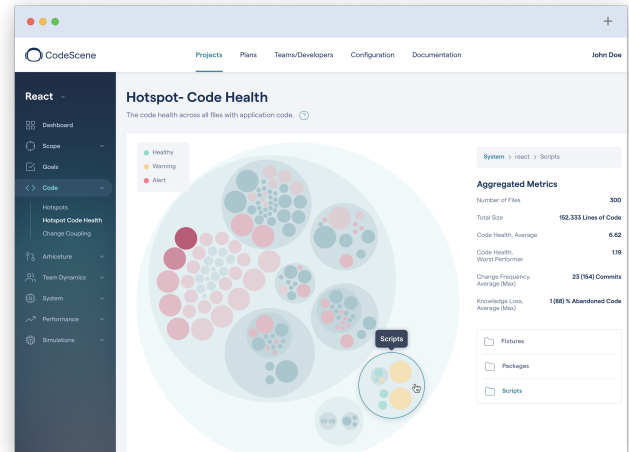 CodeScene
Projects
Plans
Teams/Developers
Configuration
Documentation
John Doe
React
Dashboard
Scope
Goals
Code
Hotspots
Hotspot Code Health
Change Coupling
Arhiceture
Team Dynamics
System
Performance
Simulations
Hotspot- Code Health
The code health across all files with application code. ?
Healthy
Warning
Alert
Scripts
System > react > Scripts
Aggregated Metrics
Number of Files 300
Total Size 152,333 Lines of Code
Code Health, Average 6.62
Code Health, 1.19
Worst Performer
Change Frequency, 23 (154) Commits
Average (Max)
Knowledge Loss, 1 (88) % Abandoned Code
Average (Max)
Fixtures
Packages
Scripts